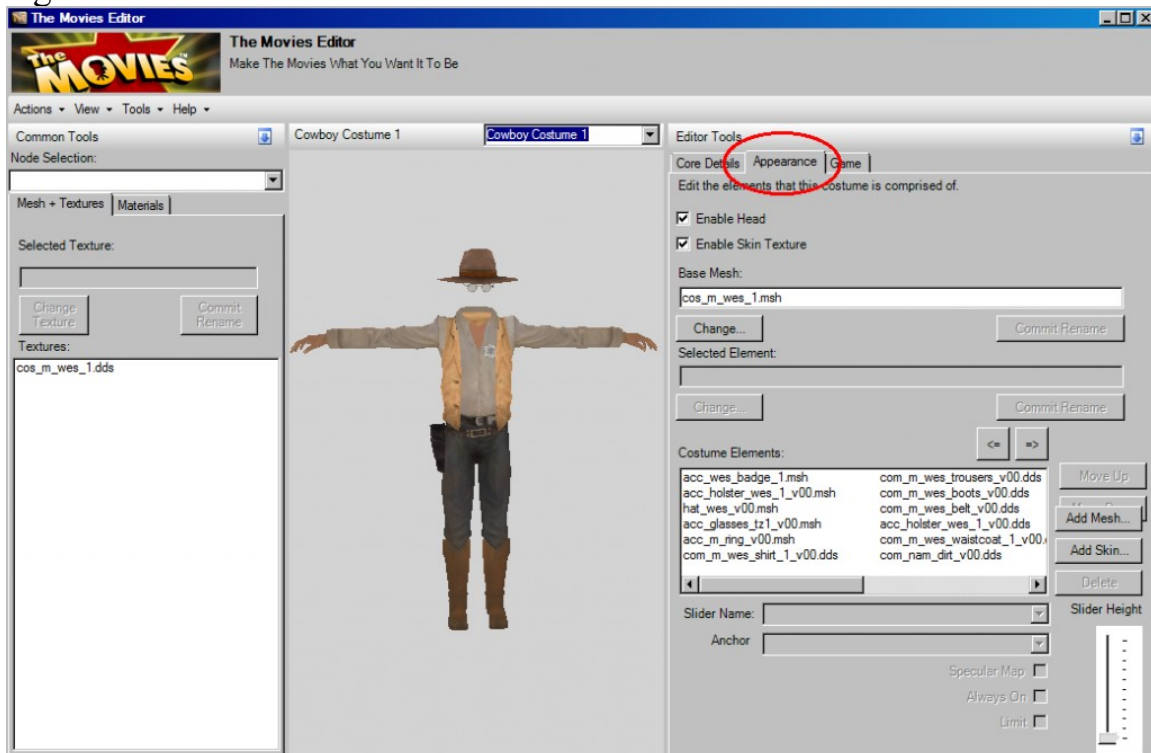 The Movies Editor
The MOVIES
The Movies Editor
Make The Movies What You Want It To Be
Actions View Tools Help
Common Tools
Node Selection:
Mesh + Textures Materials
Selected Texture:
Change Texture
Commit Rename
Textures:
cos_m_wes_1.dds
Cowboy Costume 1 Cowboy Costume 1
Editor Tools
Core Details Appearance Game
Edit the elements that this costume is comprised of.
Enable Head
Enable Skin Texture
Base Mesh:
cos_m_wes_1.msh
Change... Commit Rename
Selected Element:
Change... Commit Rename
<= =>
Costume Elements:
acc_wes_badge_1.msh com_m_wes_trousers_v00.dds
acc_holster_wes_1_v00.msh com_m_wes_boots_v00.dds
hat_wes_v00.msh com_m_wes_belt_v00.dds
acc_glasses_tz1_v00.msh acc_holster_wes_1_v00.dds
acc_m_ring_v00.msh com_m_wes_waistcoat_1_v00.
com_m_wes_shirt_1_v00.dds com_nam_dirt_v00.dds
Move Up
Add Mesh...
Add Skin...
Delete
Slider Name:
Slider Height
Anchor
Specular Map
Always On
Limit